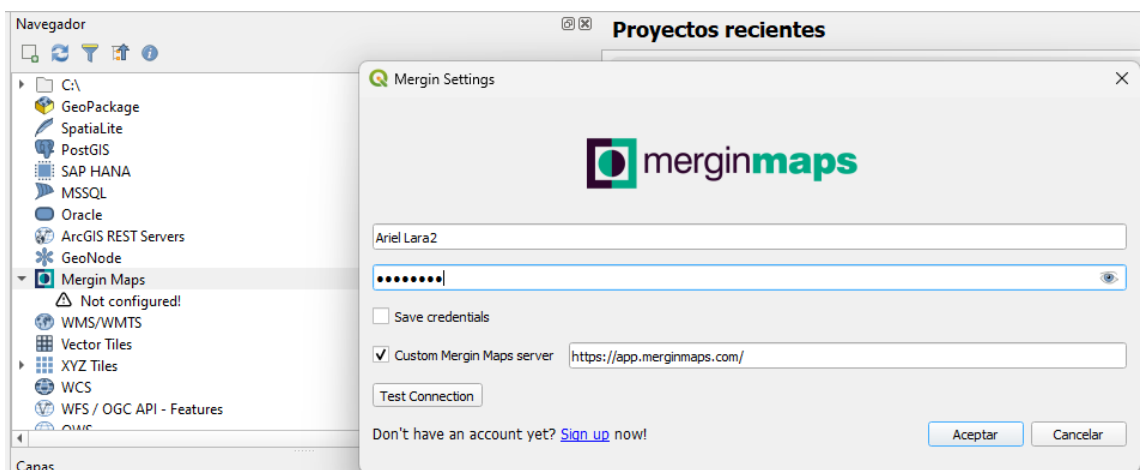 Navegador
Proyectos recientes
C:\
GeoPackage
SpatiaLite
PostGIS
SAP HANA
MSSQL
Oracle
ArcGIS REST Servers
GeoNode
Mergin Maps
Not configured!
WMS/WMTS
Vector Tiles
XYZ Tiles
WCS
WFS / OGC API - Features
OWS
Capas
Mergin Settings
merginmaps
Ariel Lara2
••••••••
Save credentials
Custom Mergin Maps server https://app.merginmaps.com/
Test Connection
Don't have an account yet? Sign up now!
Aceptar Cancelar